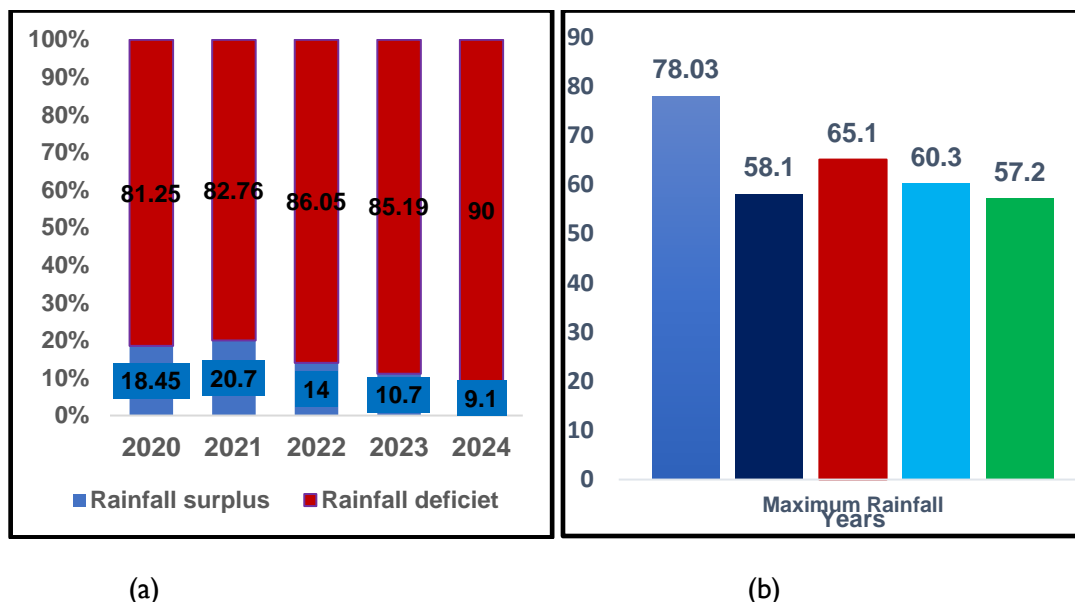 100%
90%
80%
70%
60%
50%
40%
30%
20%
10%
0%
81.25 82.76 86.05 85.19 90
18.45 20.7 14 10.7 9.1
2020 2021 2022 2023 2024
Rainfall surplus Rainfall deficiet
(a)
90
80
70
60
50
40
30
20
10
0
78.03 58.1 65.1 60.3 57.2
Maximum Rainfall
Years
(b)